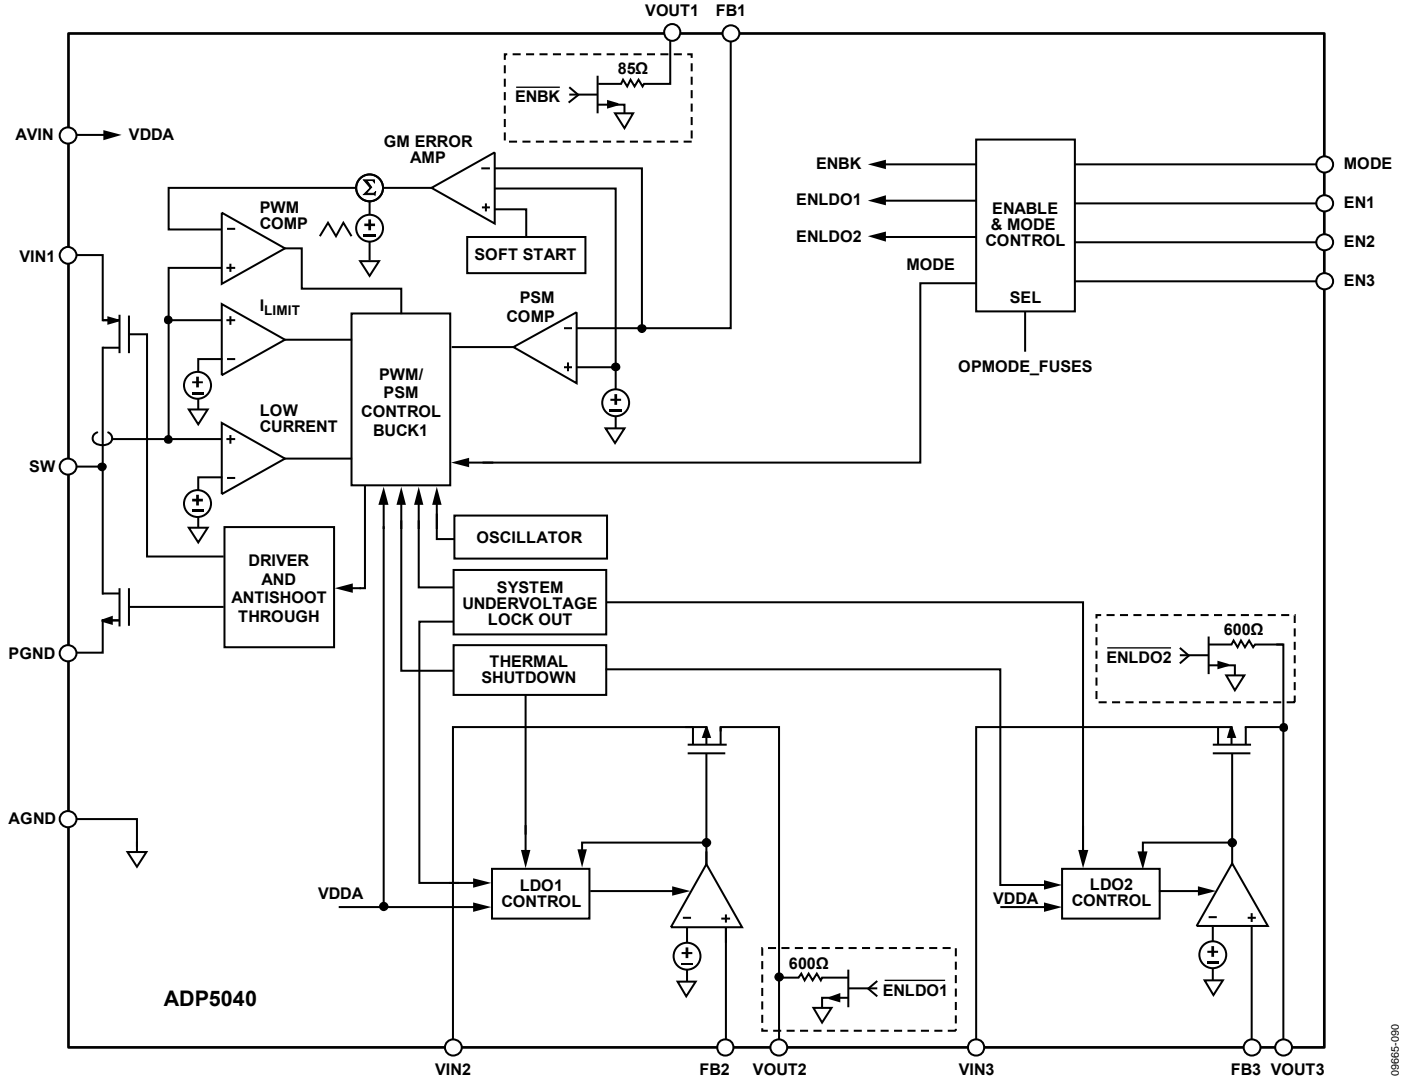 VOUT1 FB1
85Ω
ENBK
AVIN
VDDA
GM ERROR
AMP
Σ
PWM
COMP
SOFT START
VIN1
ILIMIT
PSM
COMP
ENBK
ENLDO1
ENLDO2
MODE
ENABLE
& MODE
CONTROL
SEL
OPMODE_FUSES
MODE
EN1
EN2
EN3
PWM/
PSM
CONTROL
BUCK1
LOW
CURRENT
SW
OSCILLATOR
DRIVER
AND
ANTISHOOT
THROUGH
SYSTEM
UNDERVOLTAGE
LOCK OUT
THERMAL
SHUTDOWN
PGND
600Ω
ENLDO2
AGND
VDDA
LDO1
CONTROL
VDDA
LDO2
CONTROL
600Ω
ENLDO1
ADP5040
VIN2
FB2
VOUT2
VIN3
FB3
VOUT3
09665-090